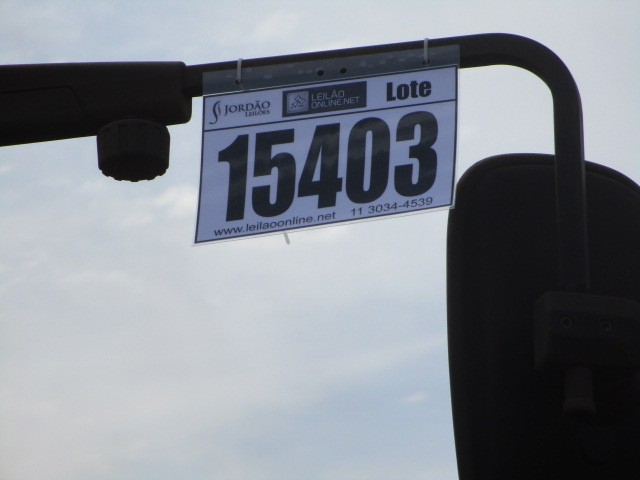 JORDÃO LEILÕES LEILÃO ONLINE.NET Lote
15403
www.leilaoonline.net 11 3034-4539